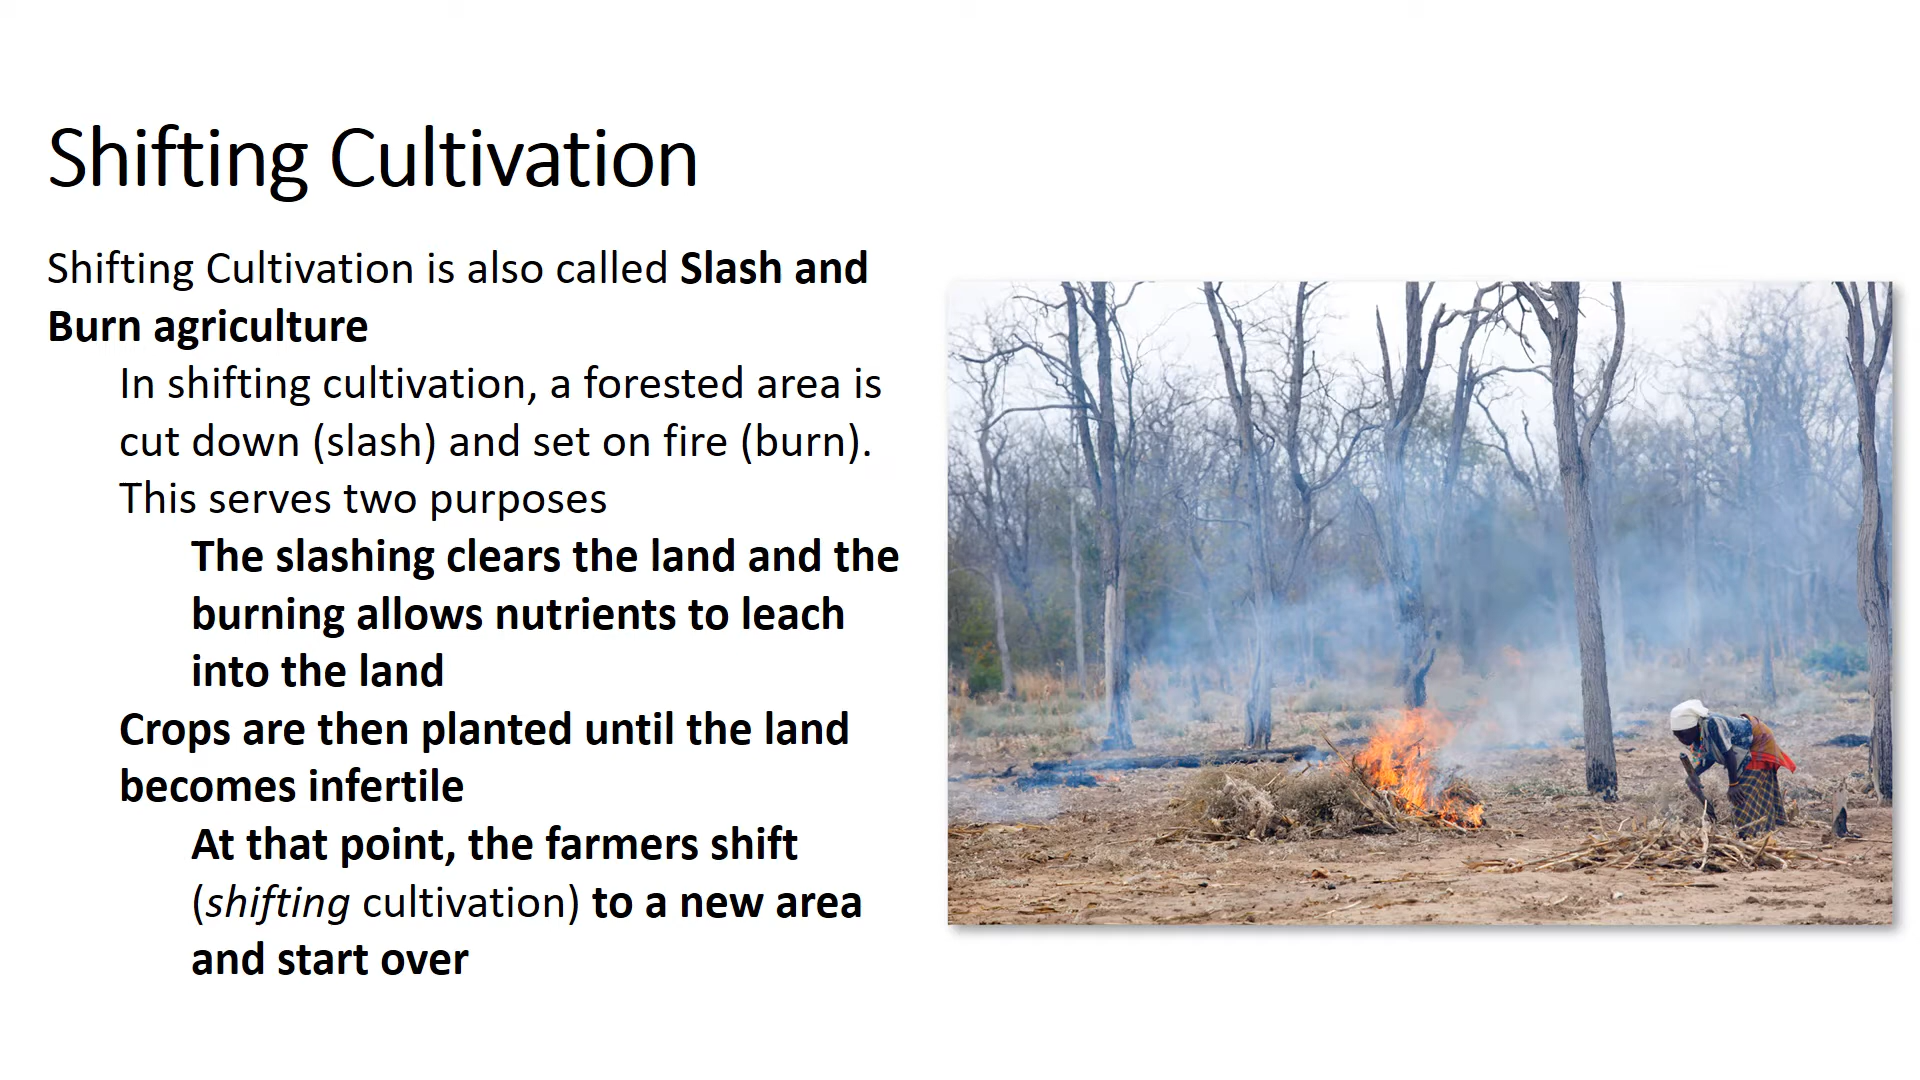 Shifting Cultivation
Shifting Cultivation is also called Slash and
Burn agriculture
In shifting cultivation, a forested area is
cut down (slash) and set on fire (burn).
This serves two purposes
The slashing clears the land and the
burning allows nutrients to leach
into the land
Crops are then planted until the land
becomes infertile
At that point, the farmers shift
(shifting cultivation) to a new area
and start over